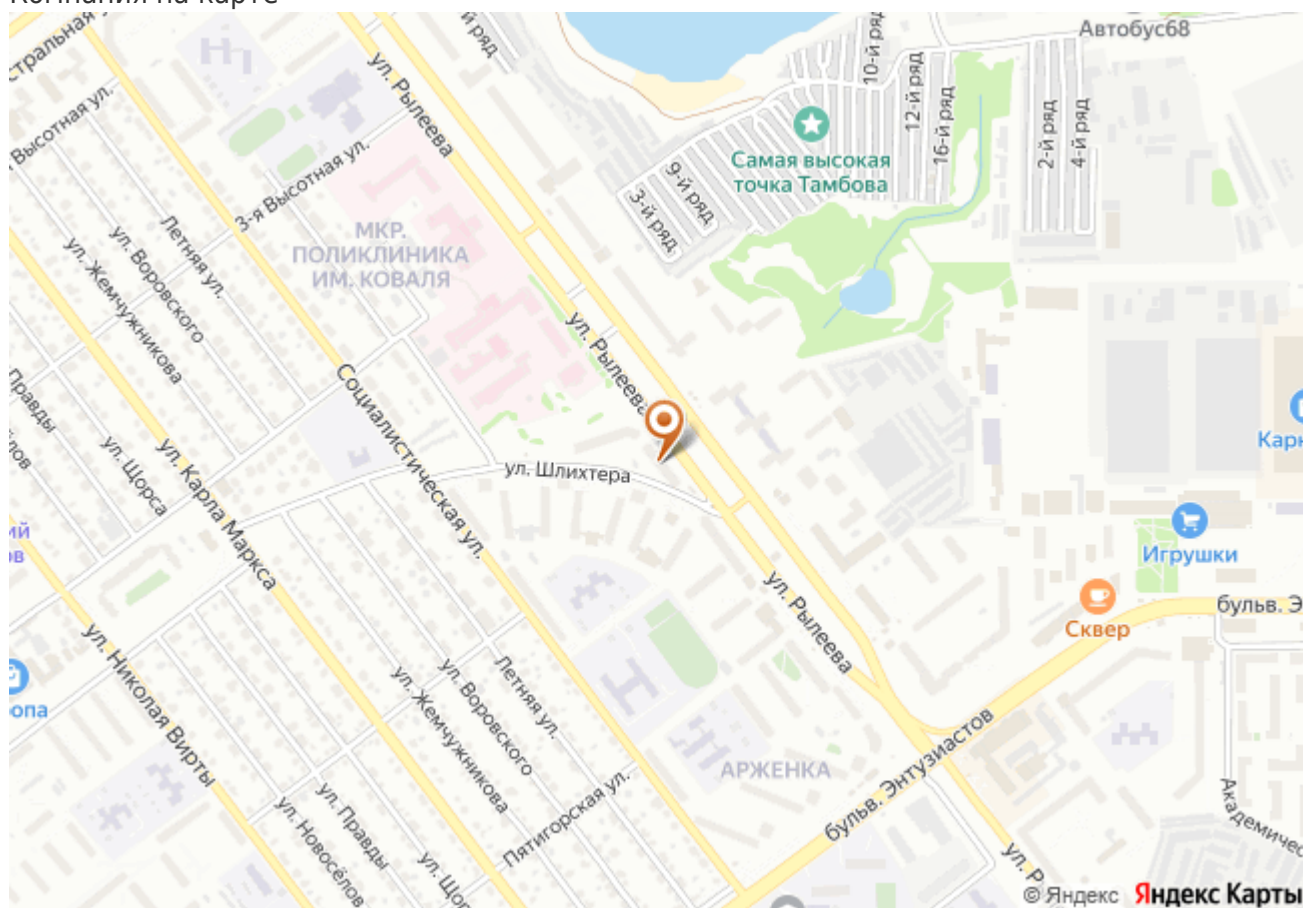 Компания на карте
Автобус68
10-й ряд
12-й ряд
16-й ряд
2-й ряд
4-й ряд
Самая высокая
точка Тамбова
9-й ряд
3-й ряд
ул. Рылеева
Высотная ул.
3-я Высотная ул.
МКР.
ПОЛИКЛИНИКА
ИМ. КОВАЛЯ
Летняя ул.
ул. Воровского
ул. Жемчужникова
ул. Рылеева
Социалистическая ул.
Правды
ул. Щорса
ул. Карла Маркса
ул. Шлихтера
Игрушки
Сквер
бульв. Э
ул. Рылеева
ул. Николая Вирты
Летняя ул.
ул. Воровского
ул. Жемчужникова
АРЖЕНКА
бульв. Энтузиастов
Пятигорская ул.
ул. Правды
ул. Новосёлов
ул. Щор
Академичес
ул. Р
© Яндекс Яндекс Карты